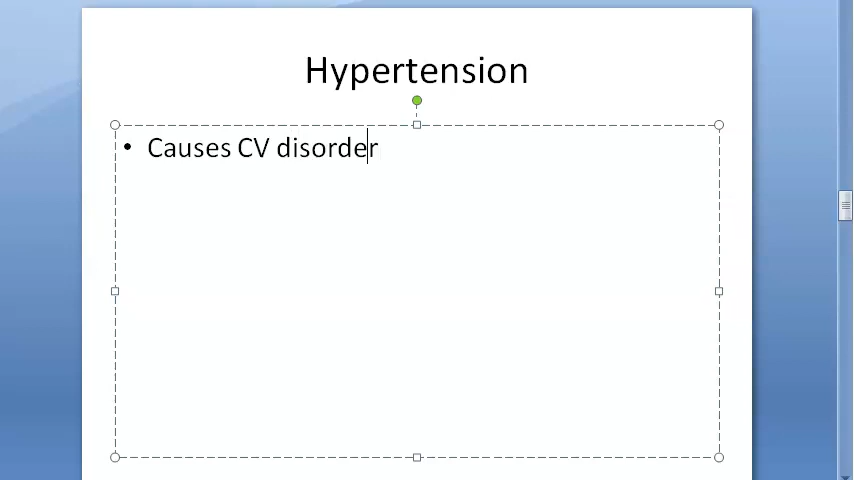 Hypertension
• Causes CV disorder